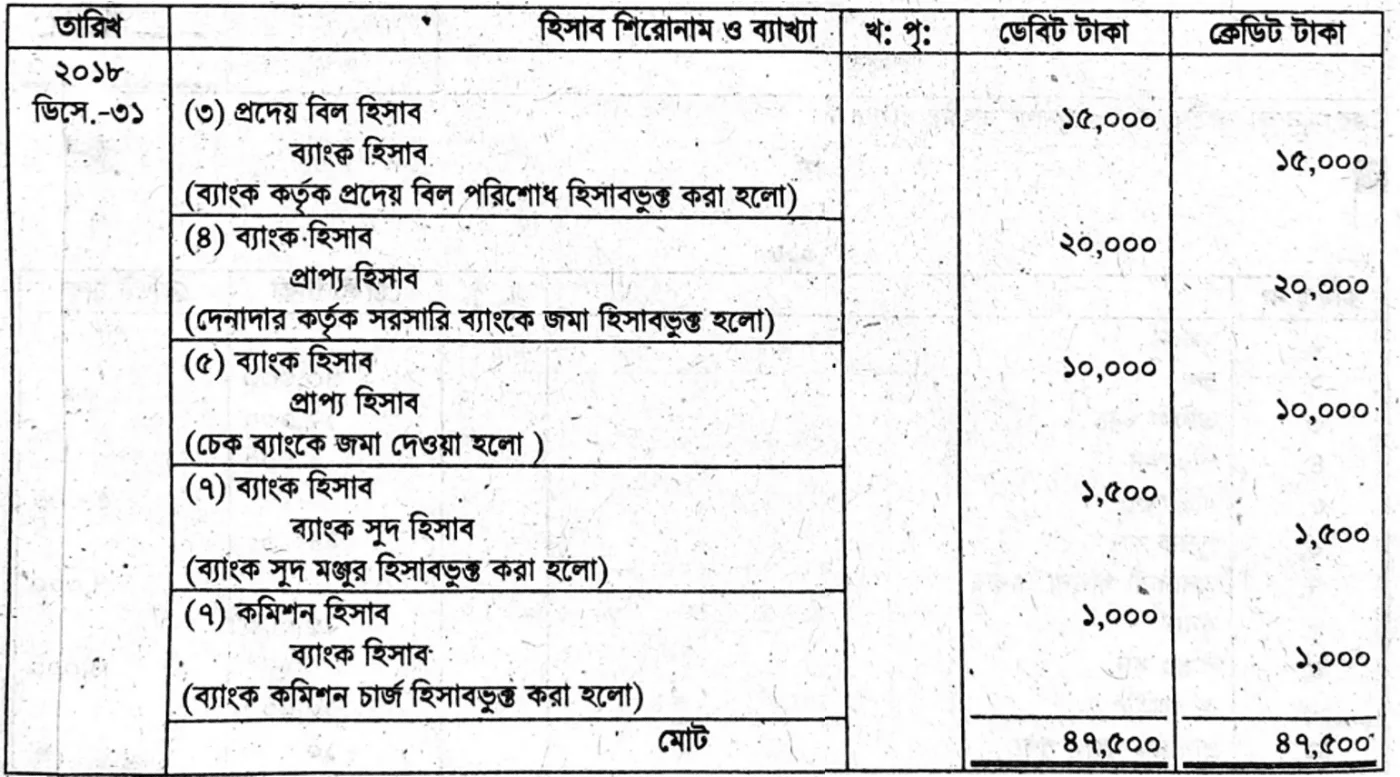 তারিখ হিসাব শিরোনাম ও ব্যাখ্যা খ: পৃ: ডেবিট টাকা ক্রেডিট টাকা
২০১৮
ডিসে.-৩১ (৩) প্রদেয় বিল হিসাব ১৫,০০০
ব্যাংক হিসাব ১৫,০০০
(ব্যাংক কর্তৃক প্রদেয় বিল পরিশোধ হিসাবভুক্ত করা হলো)
(৪) ব্যাংক হিসাব ২০,০০০
প্রাপ্য হিসাব ২০,০০০
(দেনাদার কর্তৃক সরসারি ব্যাংকে জমা হিসাবভুক্ত হলো)
(৫) ব্যাংক হিসাব ১০,০০০
প্রাপ্য হিসাব ১০,০০০
(চেক ব্যাংকে জমা দেওয়া হলো )
(৭) ব্যাংক হিসাব ১,৫০০
ব্যাংক সুদ হিসাব ১,৫০০
(ব্যাংক সুদ মঞ্জুর হিসাবভুক্ত করা হলো)
(৭) কমিশন হিসাব ১,০০০
ব্যাংক হিসাব ১,০০০
(ব্যাংক কমিশন চার্জ হিসাবভুক্ত করা হলো)
মোট ৪৭,৫০০ ৪৭,৫০০